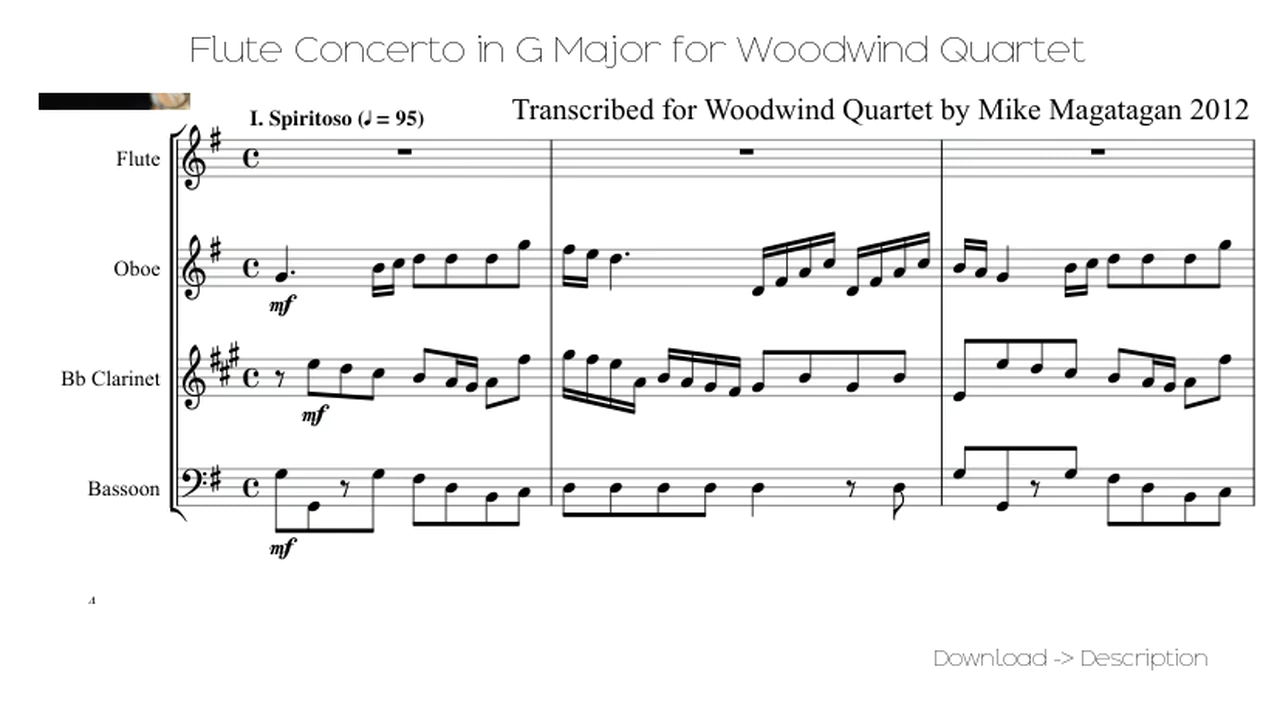 Flute Concerto in G Major for Woodwind Quartet
Transcribed for Woodwind Quartet by Mike Magatagan 2012
I. Spiritoso (♩ = 95)
Flute
Oboe
mf
Bb Clarinet
mf
Bassoon
mf
4
Download -> Description